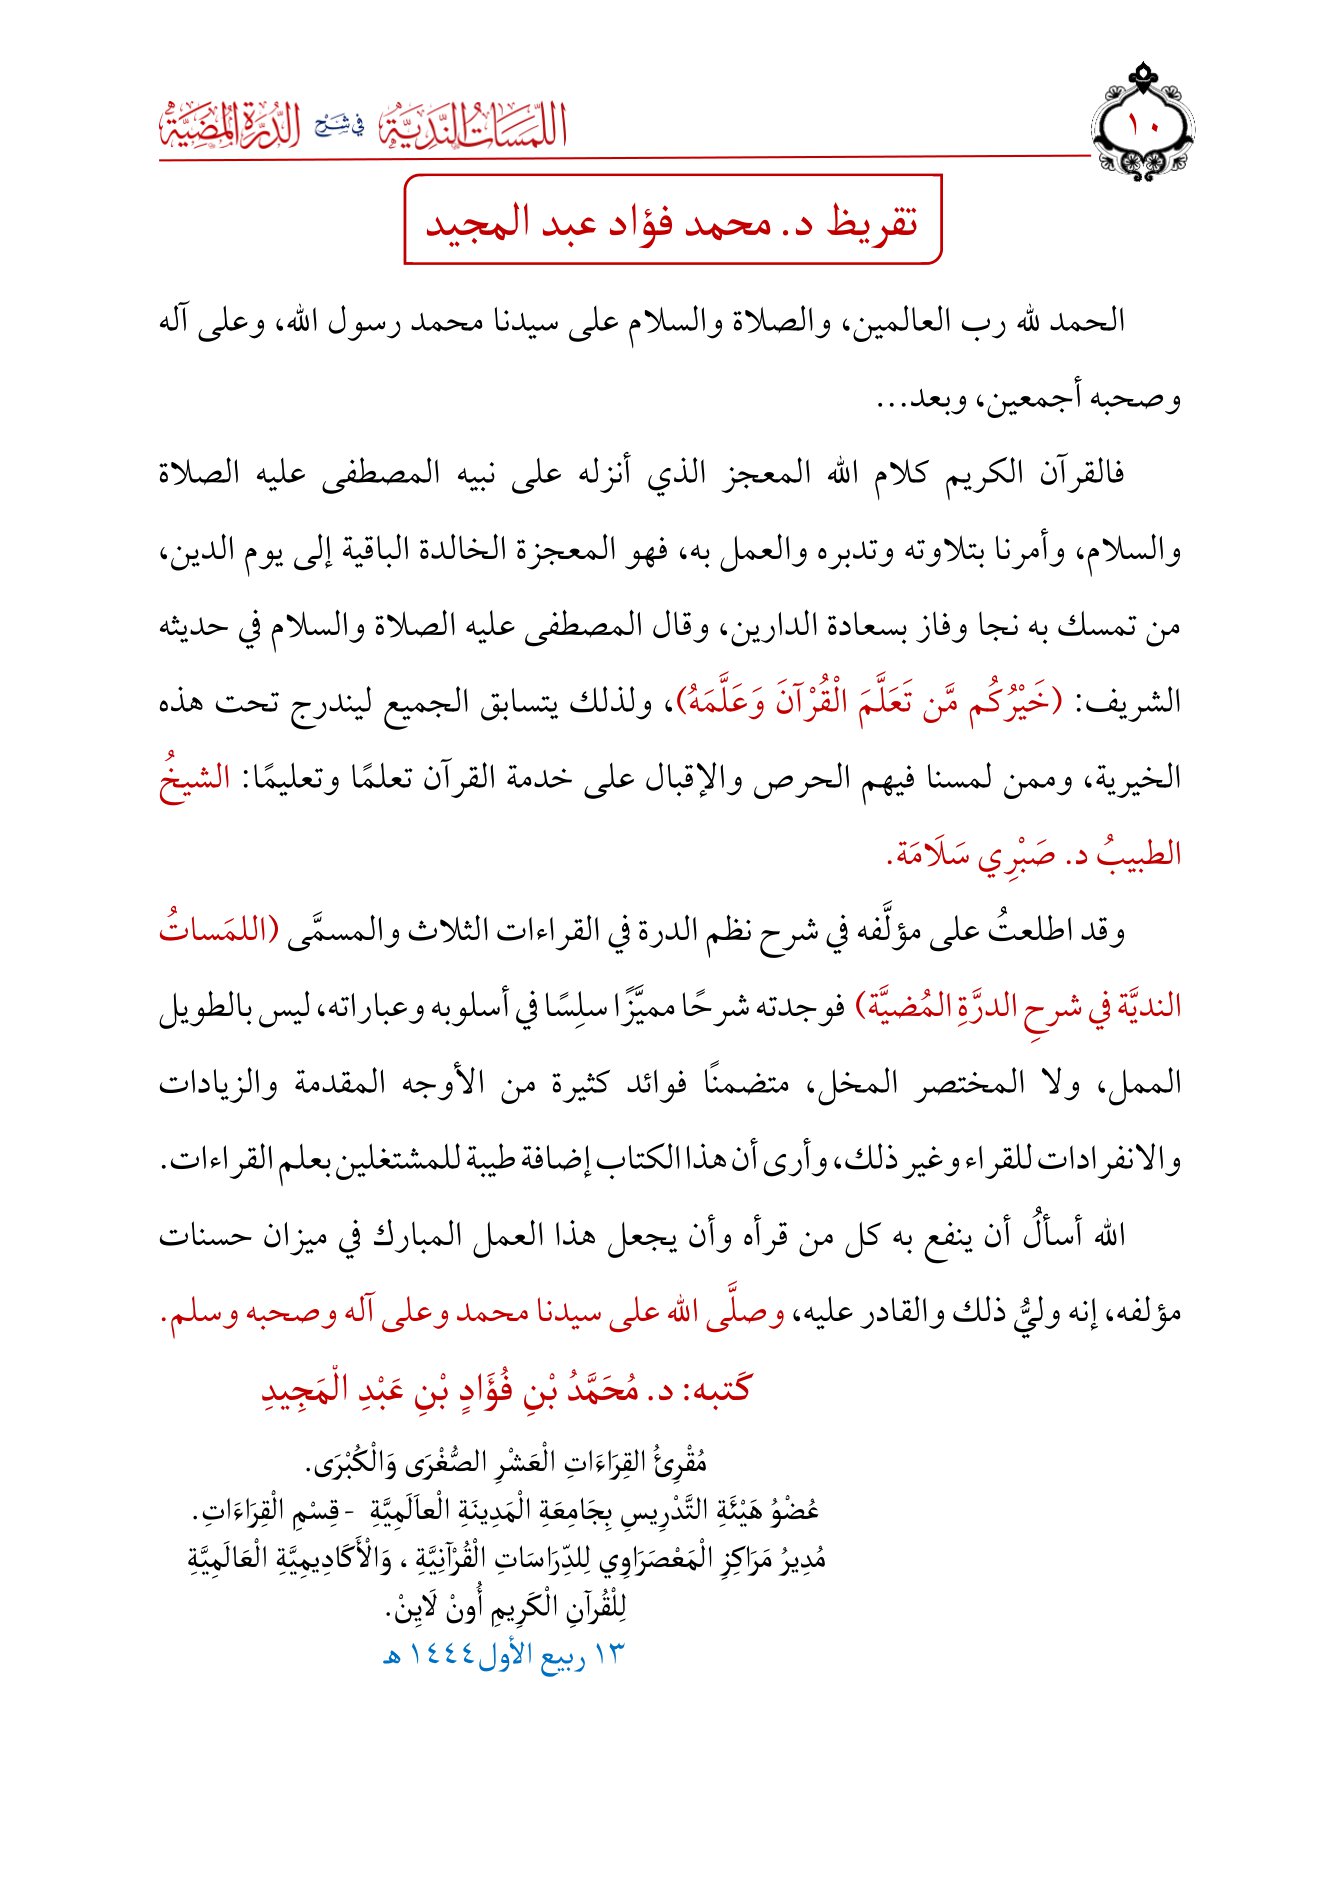 ١٠
اللَّمَسَاتُ النَّدِيَّةُ فِي شَرْحِ الدُّرَّةِ الْمُضِيَّةِ
تقريظ د. محمد فؤاد عبد المجيد
الحمد لله رب العالمين، والصلاة والسلام على سيدنا محمد رسول الله، وعلى آله
وصحبه أجمعين، وبعد...
فالقرآن الكريم كلام الله المعجز الذي أنزله على نبيه المصطفى عليه الصلاة
والسلام، وأمرنا بتلاوته وتدبره والعمل به، فهو المعجزة الخالدة الباقية إلى يوم الدين،
من تمسك به نجا وفاز بسعادة الدارين، وقال المصطفى عليه الصلاة والسلام في حديثه
الشريف: (خَيْرُكُم مَّن تَعَلَّمَ الْقُرْآنَ وَعَلَّمَهُ)، ولذلك يتسابق الجميع ليندرج تحت هذه
الخيرية، وممن لمسنا فيهم الحرص والإقبال على خدمة القرآن تعلمًا وتعليمًا: الشيخُ
الطبيبُ د. صَبْرِي سَلَامَة.
وقد اطلعتُ على مؤلَّفه في شرح نظم الدرة في القراءات الثلاث والمسمَّى (اللمَساتُ
النديَّة في شرحِ الدرَّةِ المُضيَّة) فوجدته شرحًا مميَّزًا سلِسًا في أسلوبه وعباراته، ليس بالطويل
الممل، ولا المختصر المخل، متضمنًا فوائد كثيرة من الأوجه المقدمة والزيادات
والانفرادات للقراء وغير ذلك، وأرى أن هذا الكتاب إضافة طيبة للمشتغلين بعلم القراءات.
الله أسألُ أن ينفع به كل من قرأه وأن يجعل هذا العمل المبارك في ميزان حسنات
مؤلفه، إنه وليُّ ذلك والقادر عليه، وصلَّى الله على سيدنا محمد وعلى آله وصحبه وسلم.
كَتبه: د. مُحَمَّدُ بْنِ فُؤَادٍ بْنِ عَبْدِ الْمَجِيدِ
مُقْرِئُ القِرَاءَاتِ الْعَشْرِ الصُّغْرَى وَالْكُبْرَى.
عُضْوُ هَيْئَةِ التَّدْرِيسِ بِجَامِعَةِ الْمَدِينَةِ الْعاَلَمِيَّةِ - قِسْمِ الْقِرَاءَاتِ.
مُدِيرُ مَرَاكِزِ الْمَعْصَرَاوِي لِلدِّرَاسَاتِ الْقُرْآنِيَّةِ ، وَالْأَكَادِيمِيَّةِ الْعَالَمِيَّةِ
لِلْقُرآنِ الْكَرِيمِ أُونْ لَايِنْ.
١٣ ربيع الأول١٤٤٤ هـ